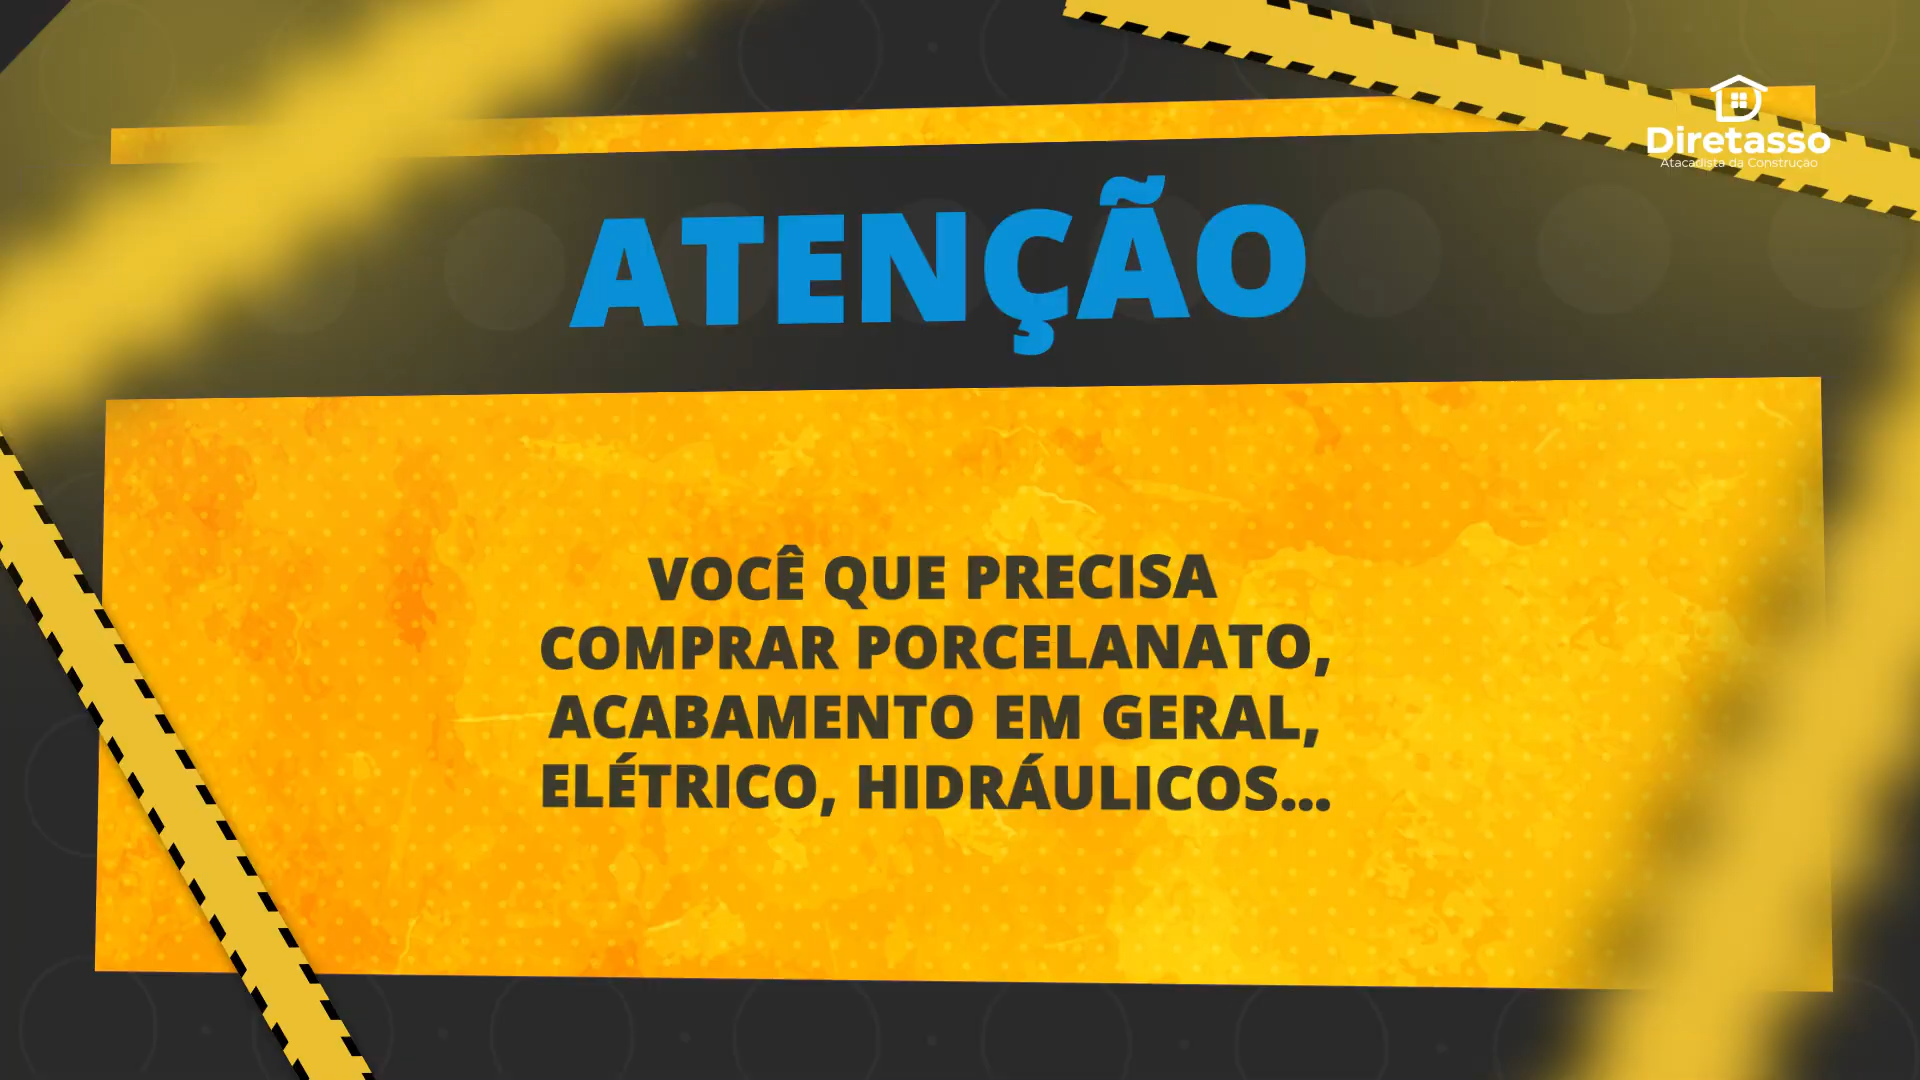 Diretasso
Atacadista da Construção
ATENÇÃO
VOCÊ QUE PRECISA
COMPRAR PORCELANATO,
ACABAMENTO EM GERAL,
ELÉTRICO, HIDRÁULICOS...